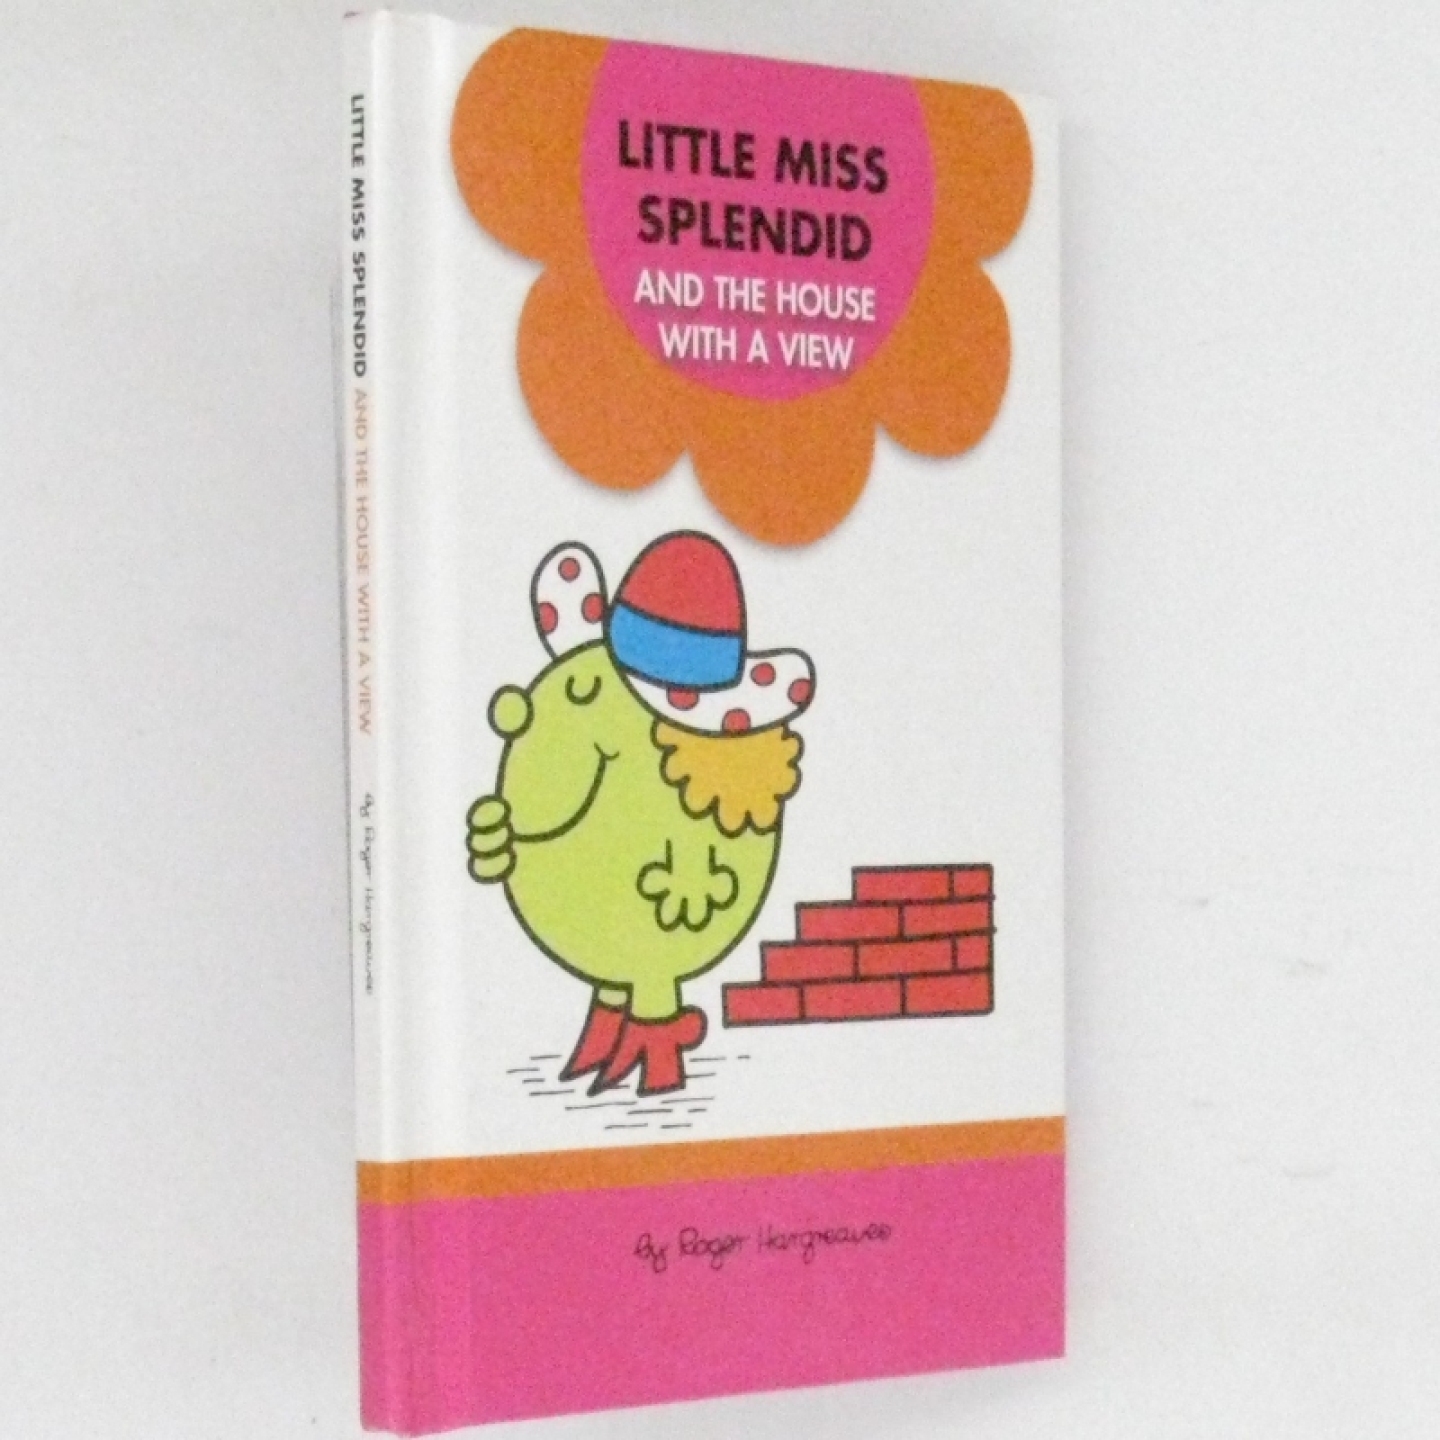 LITTLE MISS
SPLENDID
AND THE HOUSE
WITH A VIEW
by Roger Hargreaves
LITTLE MISS SPLENDID AND THE HOUSE WITH A VIEW by Roger Hargreaves